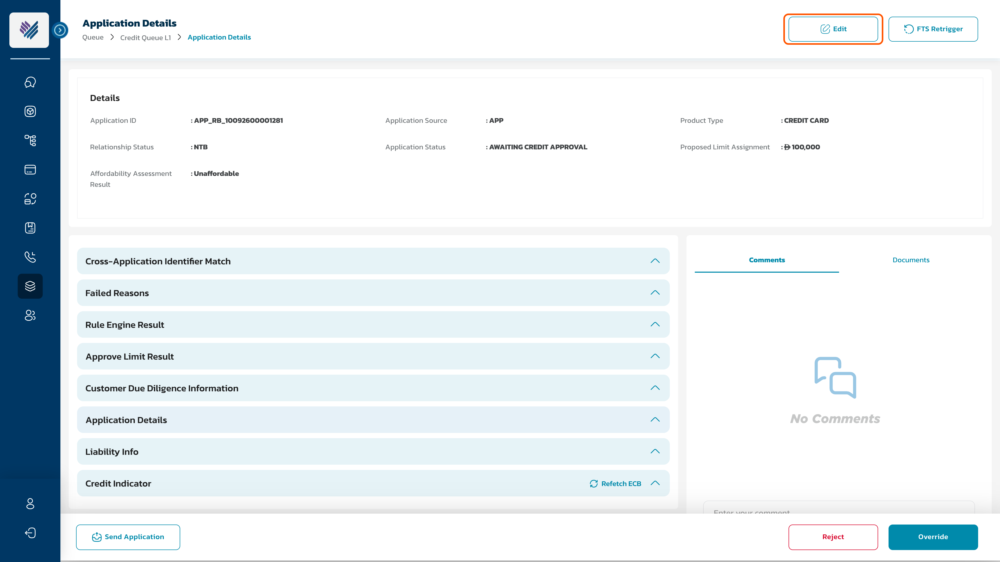 Application Details
Queue > Credit Queue L1 > Application Details
Edit
FTS Retrigger
Details
Application ID : APP_RB_10092600001281
Application Source : APP
Product Type : CREDIT CARD
Relationship Status : NTB
Application Status : AWAITING CREDIT APPROVAL
Proposed Limit Assignment : 100,000
Affordability Assessment Result : Unaffordable
Cross-Application Identifier Match
Failed Reasons
Rule Engine Result
Approve Limit Result
Customer Due Diligence Information
Application Details
Liability Info
Credit Indicator
Refetch ECB
Comments
Documents
No Comments
Enter your comment
Send Application
Reject
Override